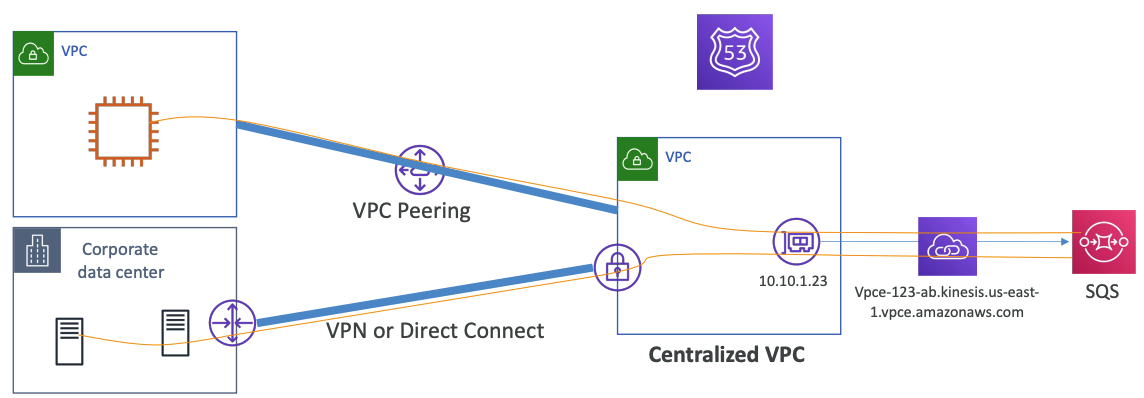 VPC
53
VPC
VPC Peering
Corporate
data center
10.10.1.23
Vpce-123-ab.kinesis.us-east-
1.vpce.amazonaws.com
SQS
VPN or Direct Connect
Centralized VPC